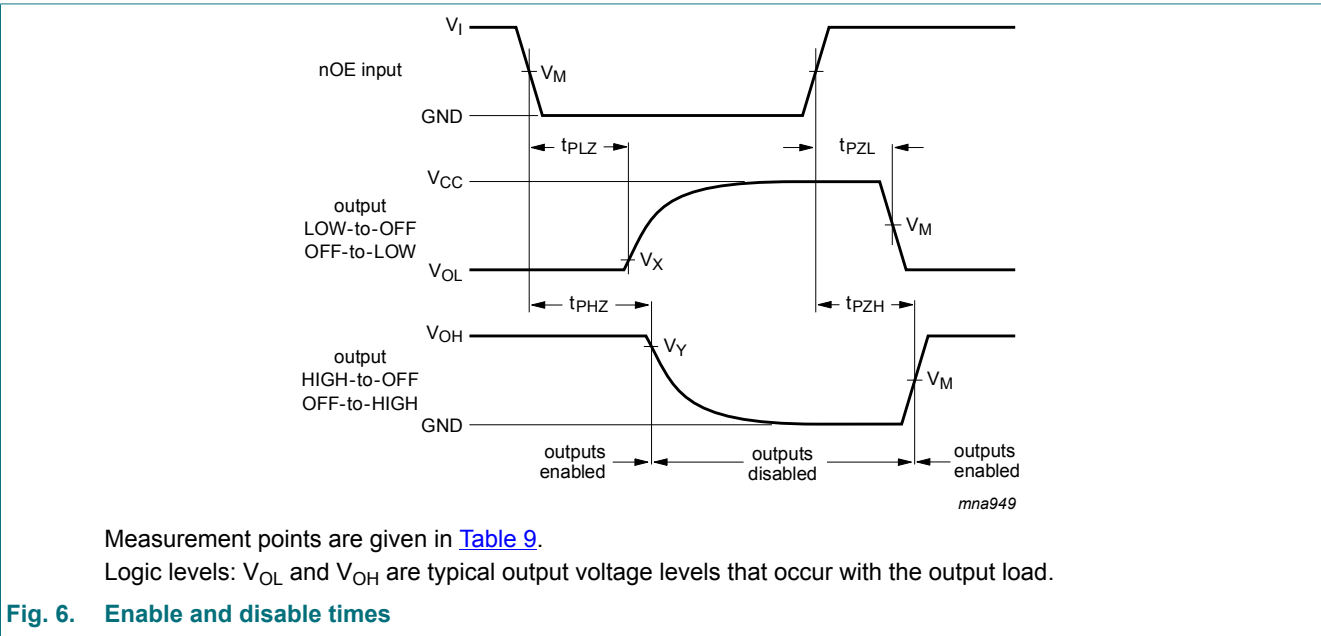 VI
nOE input
VM
GND
tPLZ
tPZL
VCC
output
LOW-to-OFF
OFF-to-LOW
VM
VX
VOL
tPHZ
tPZH
VOH
output
HIGH-to-OFF
OFF-to-HIGH
VY
VM
GND
outputs
enabled
outputs
disabled
outputs
enabled
mna949
Measurement points are given in Table 9.
Logic levels: VOL and VOH are typical output voltage levels that occur with the output load.
Fig. 6. Enable and disable times